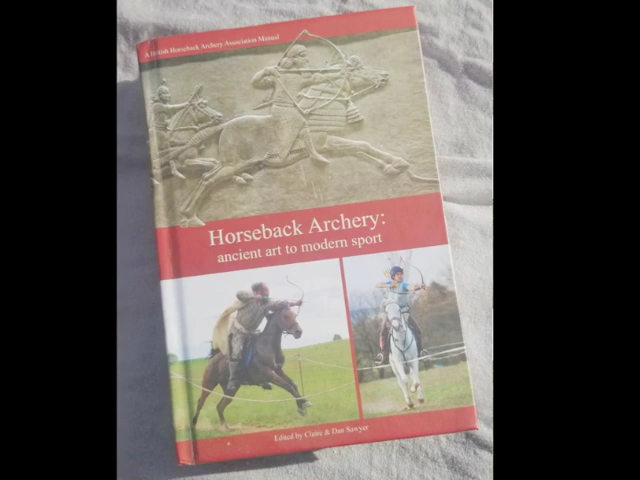 A British Horseback Archery Association Manual
Horseback Archery:
ancient art to modern sport
Edited by Claire & Dan Sawyer